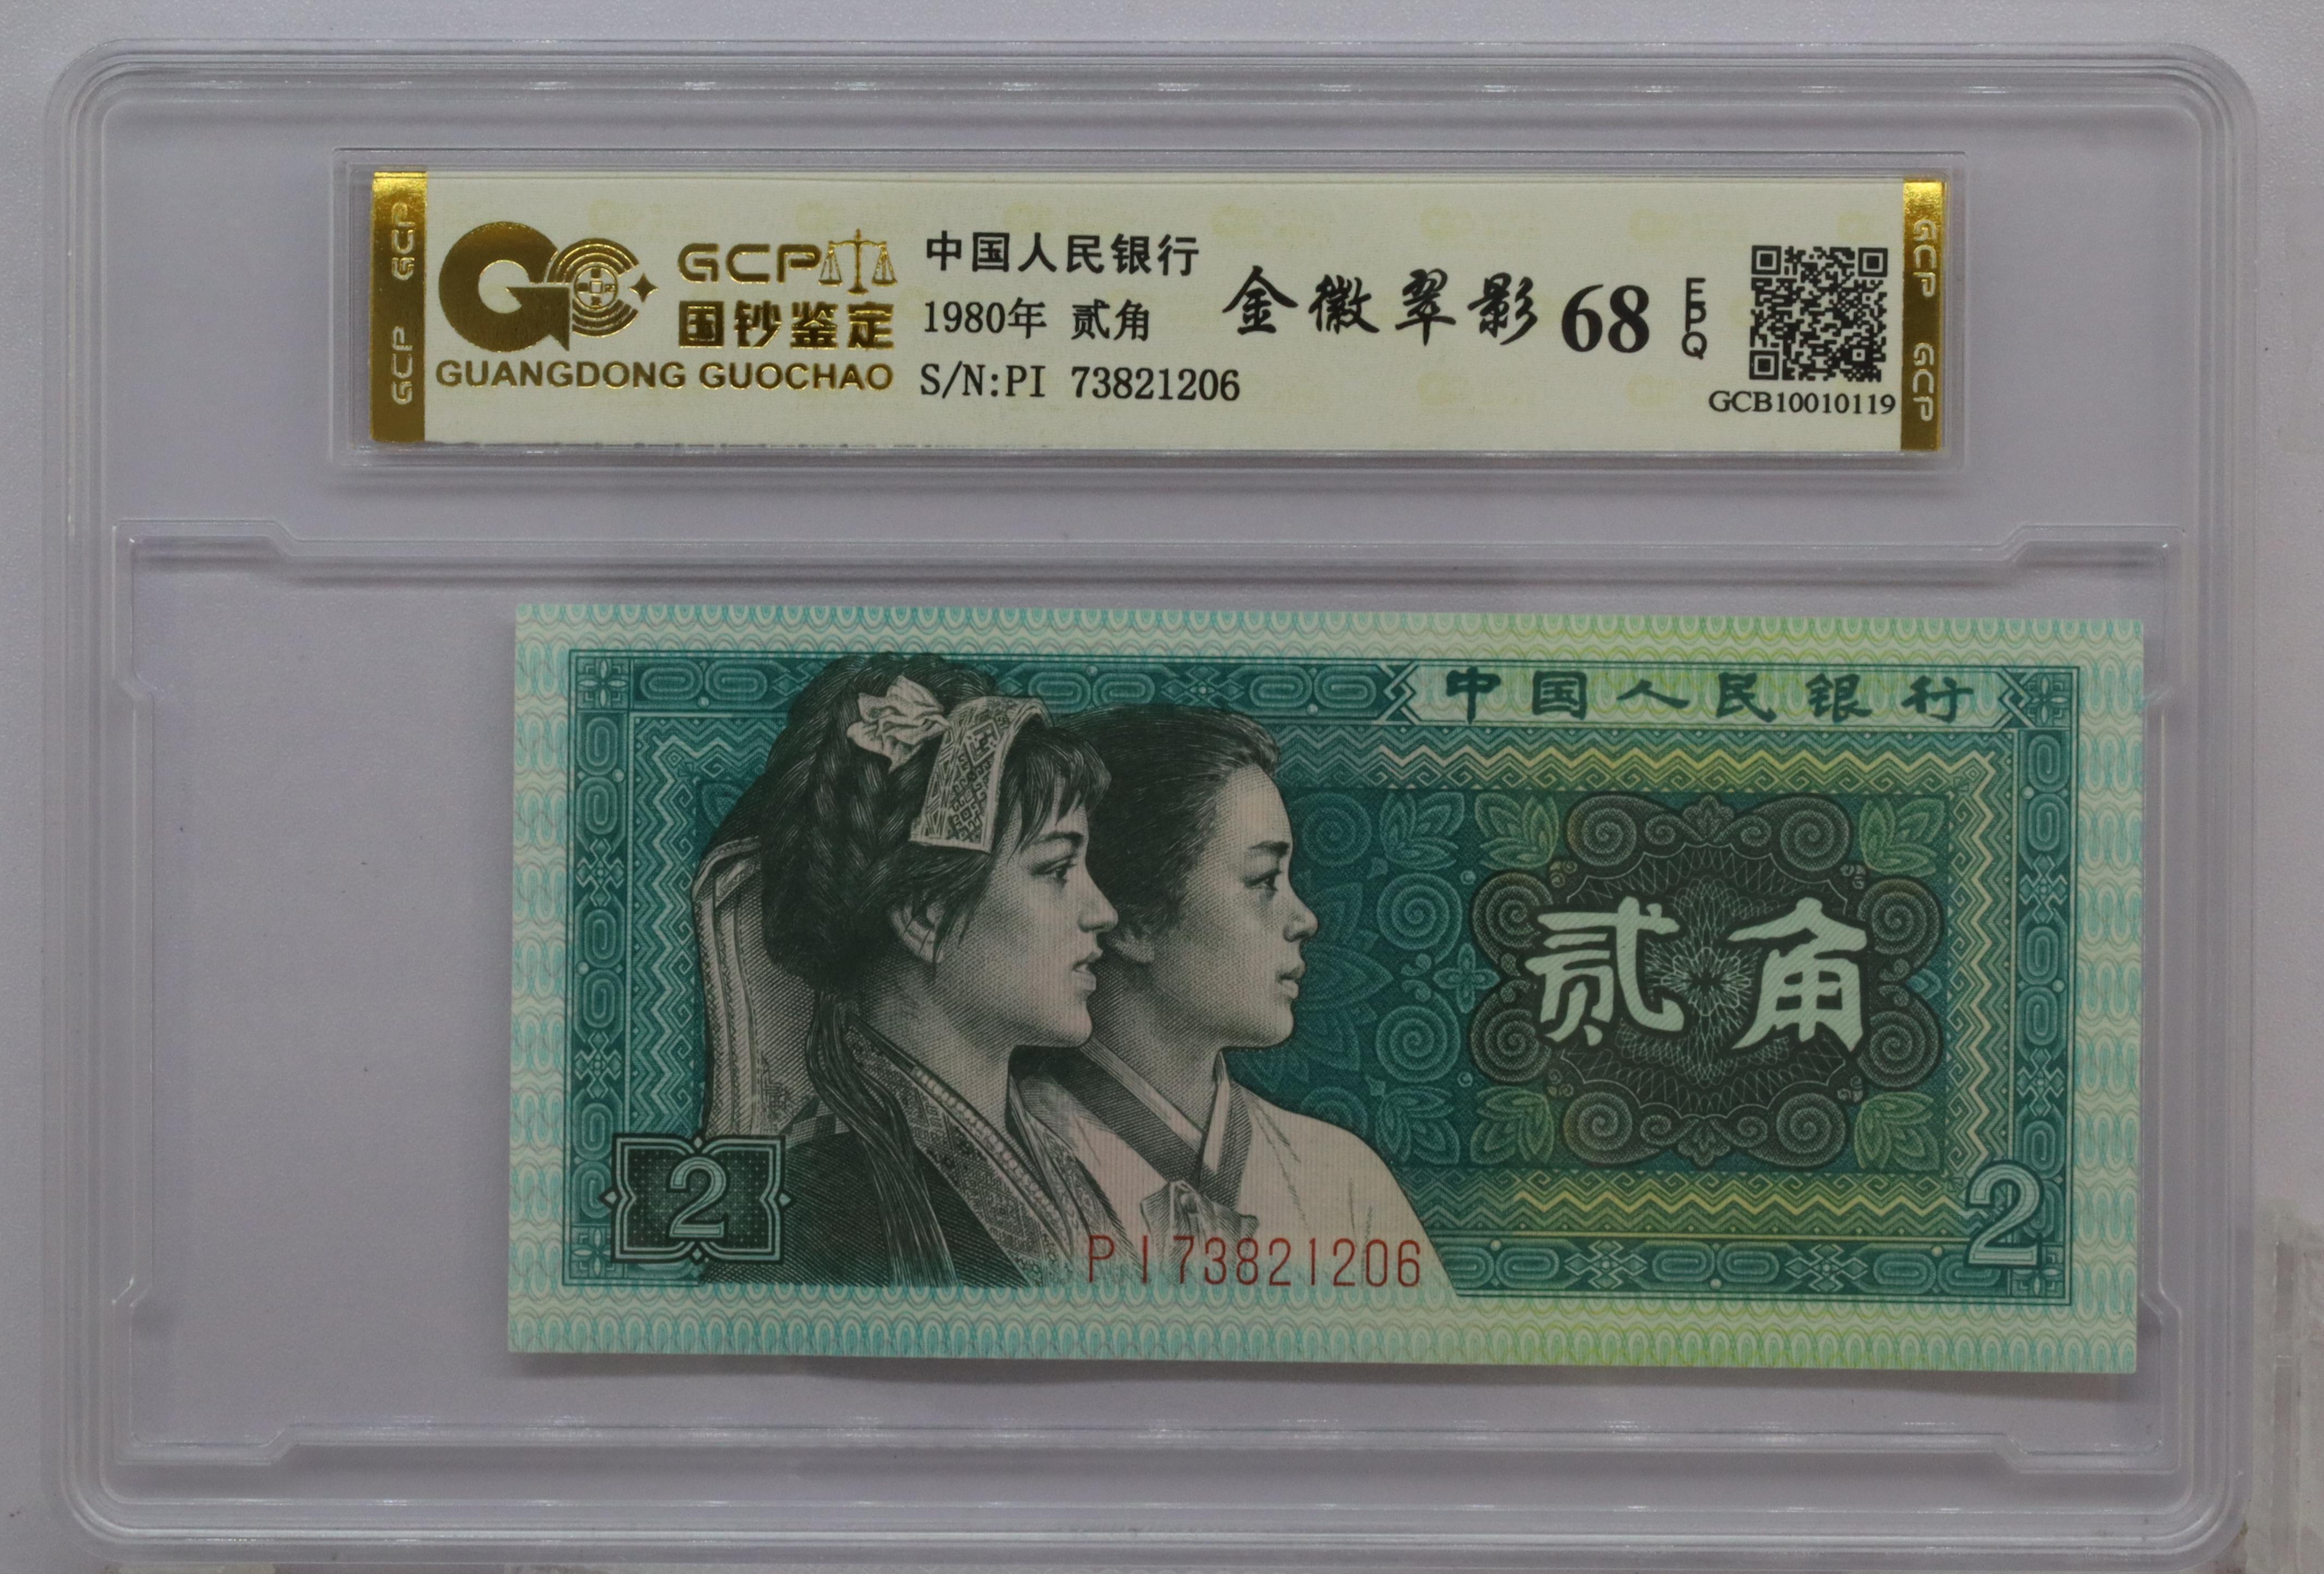 GCP GCP
GCP
国钞鉴定
GUANGDONG GUOCHAO
中国人民银行
1980年 贰角
S/N:PI 73821206
金徽翠影 68 EPQ
GCB10010119
GCP GCP
中国人民银行
贰角
2
2
PI73821206